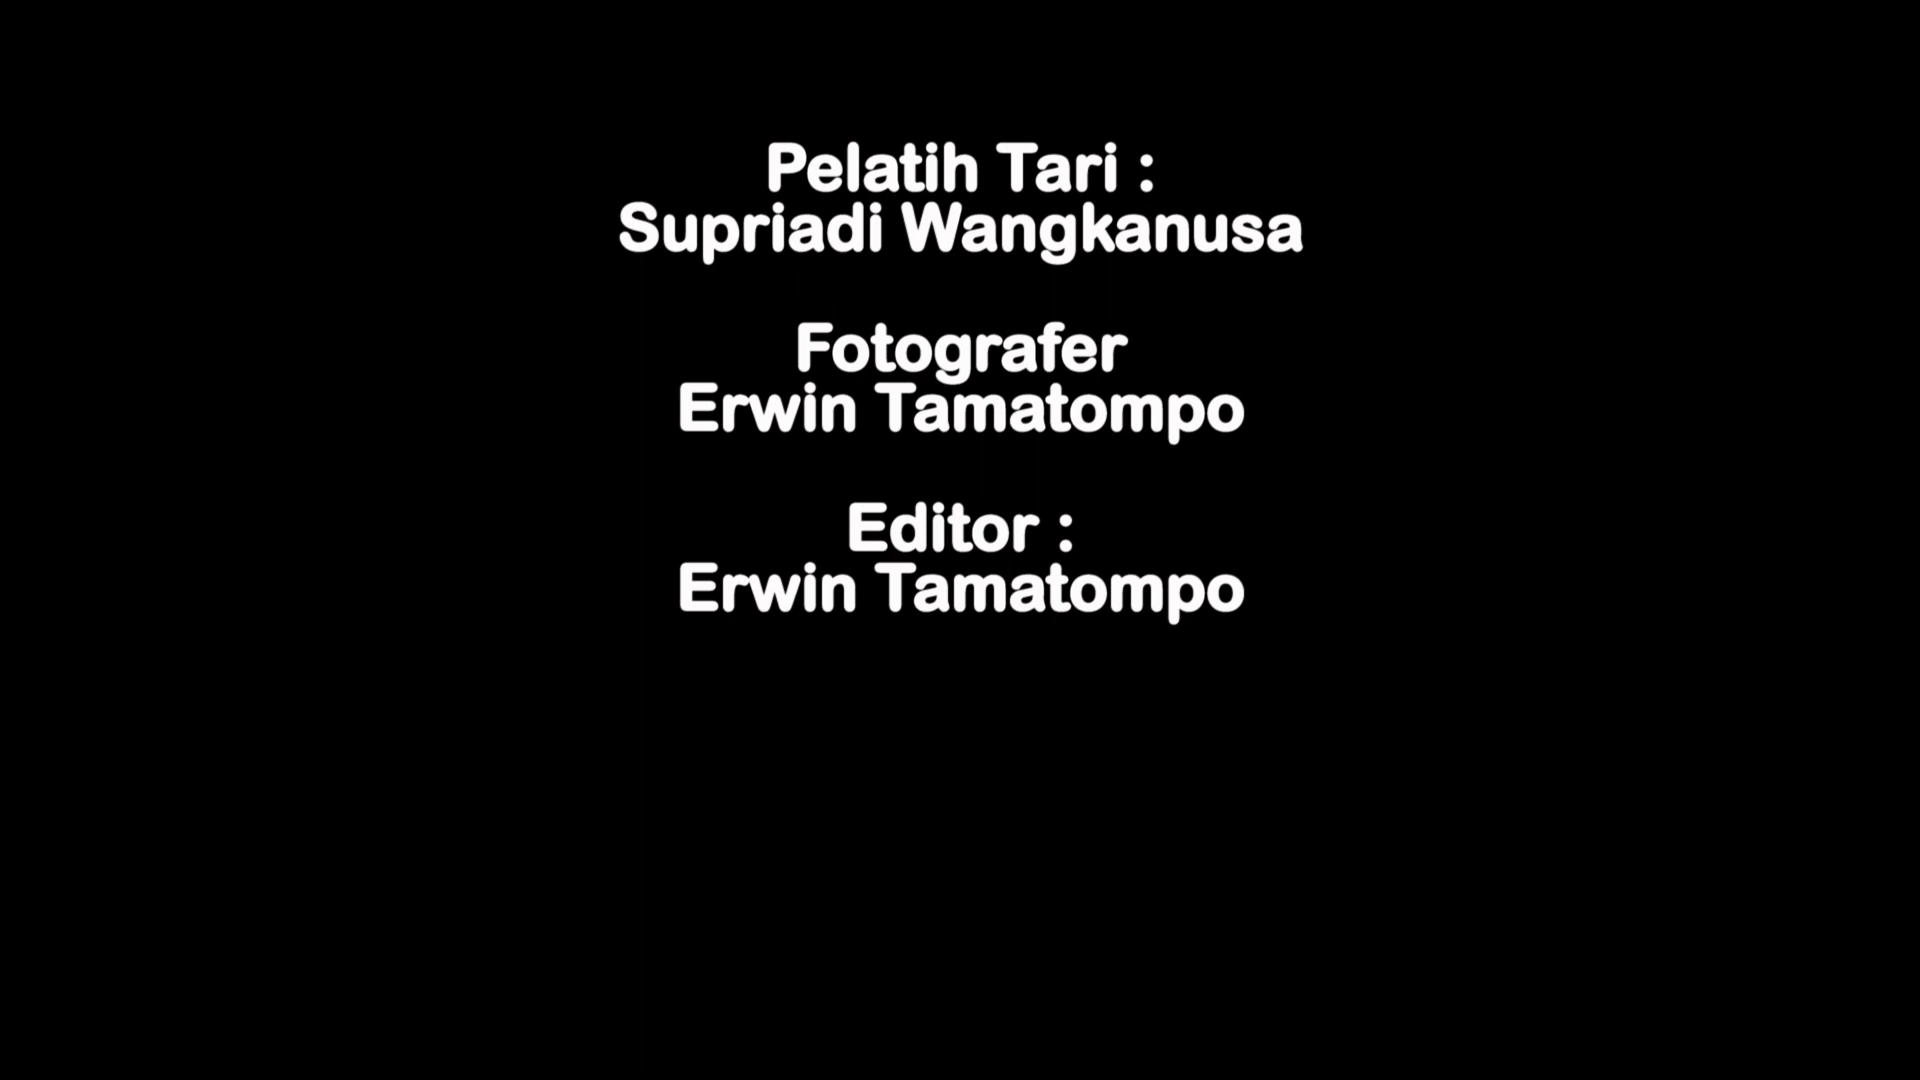 Pelatih Tari :
Supriadi Wangkanusa
Fotografer
Erwin Tamatompo
Editor :
Erwin Tamatompo